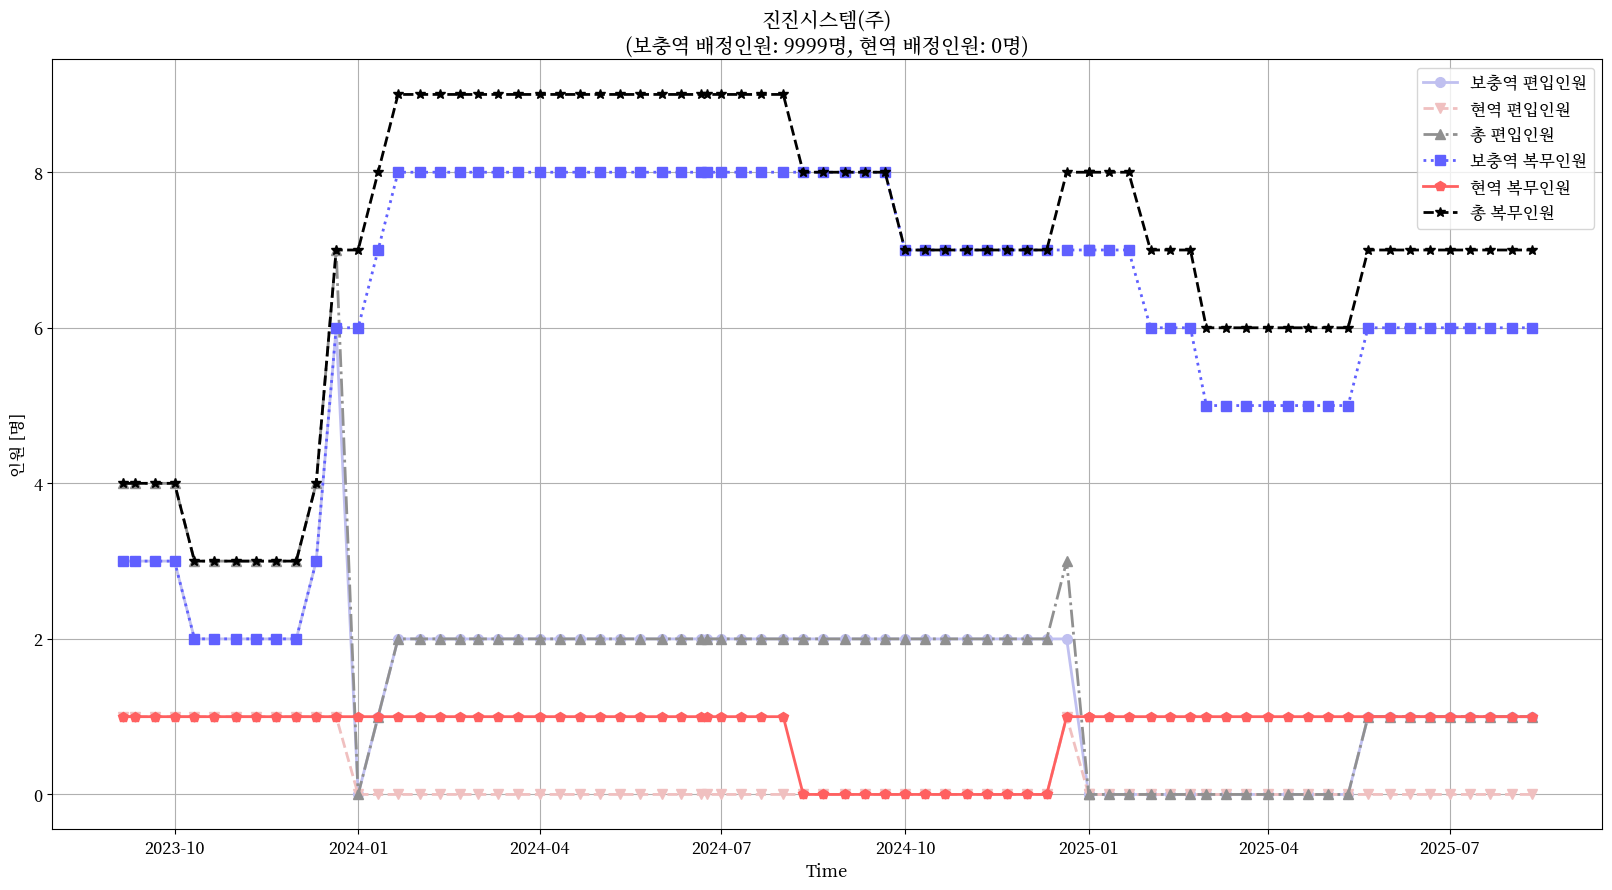 진진시스템(주)
(보충역 배정인원: 9999명, 현역 배정인원: 0명)
보충역 편입인원
현역 편입인원
총 편입인원
보충역 복무인원
현역 복무인원
총 복무인원
인원 [명]
8
6
4
2
0
2023-10
2024-01
2024-04
2024-07
2024-10
2025-01
2025-04
2025-07
Time